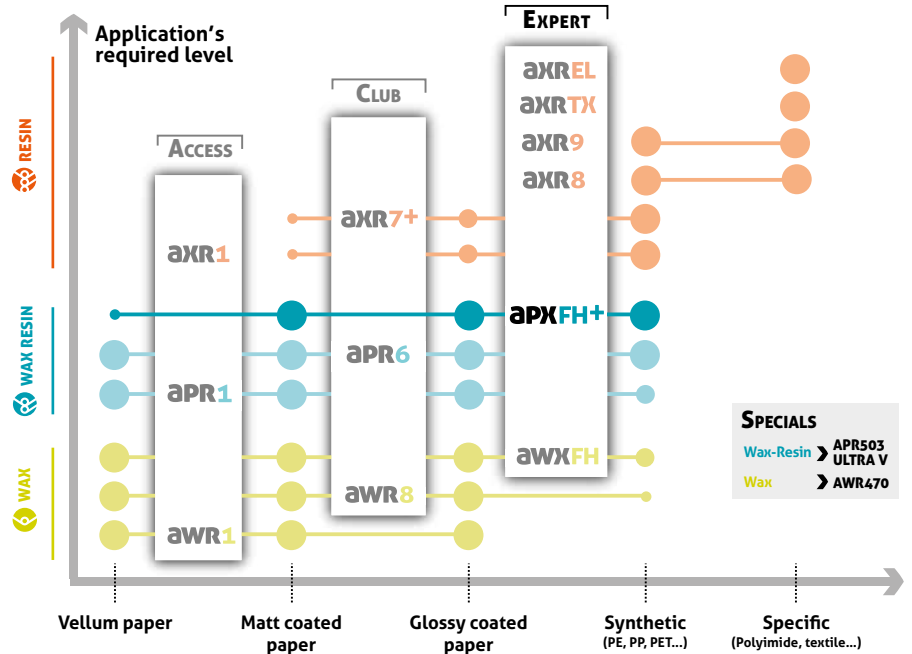 Application's
required level
EXPERT
CLUB
ACCESS
RESIN
WAX RESIN
WAX
aXREL
aXRTX
aXR9
aXR8
aXR7+
aXR1
aPXFH+
aPR6
aPR1
aWXFH
aWR8
aWR1
SPECIALS
Wax-Resin > APR503
ULTRA V
Wax > AWR470
Vellum paper
Matt coated
paper
Glossy coated
paper
Synthetic
(PE, PP, PET...)
Specific
(Polyimide, textile...)